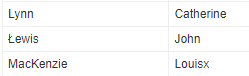 Lynn Catherine
Łewis John
MacKenzie Louisx